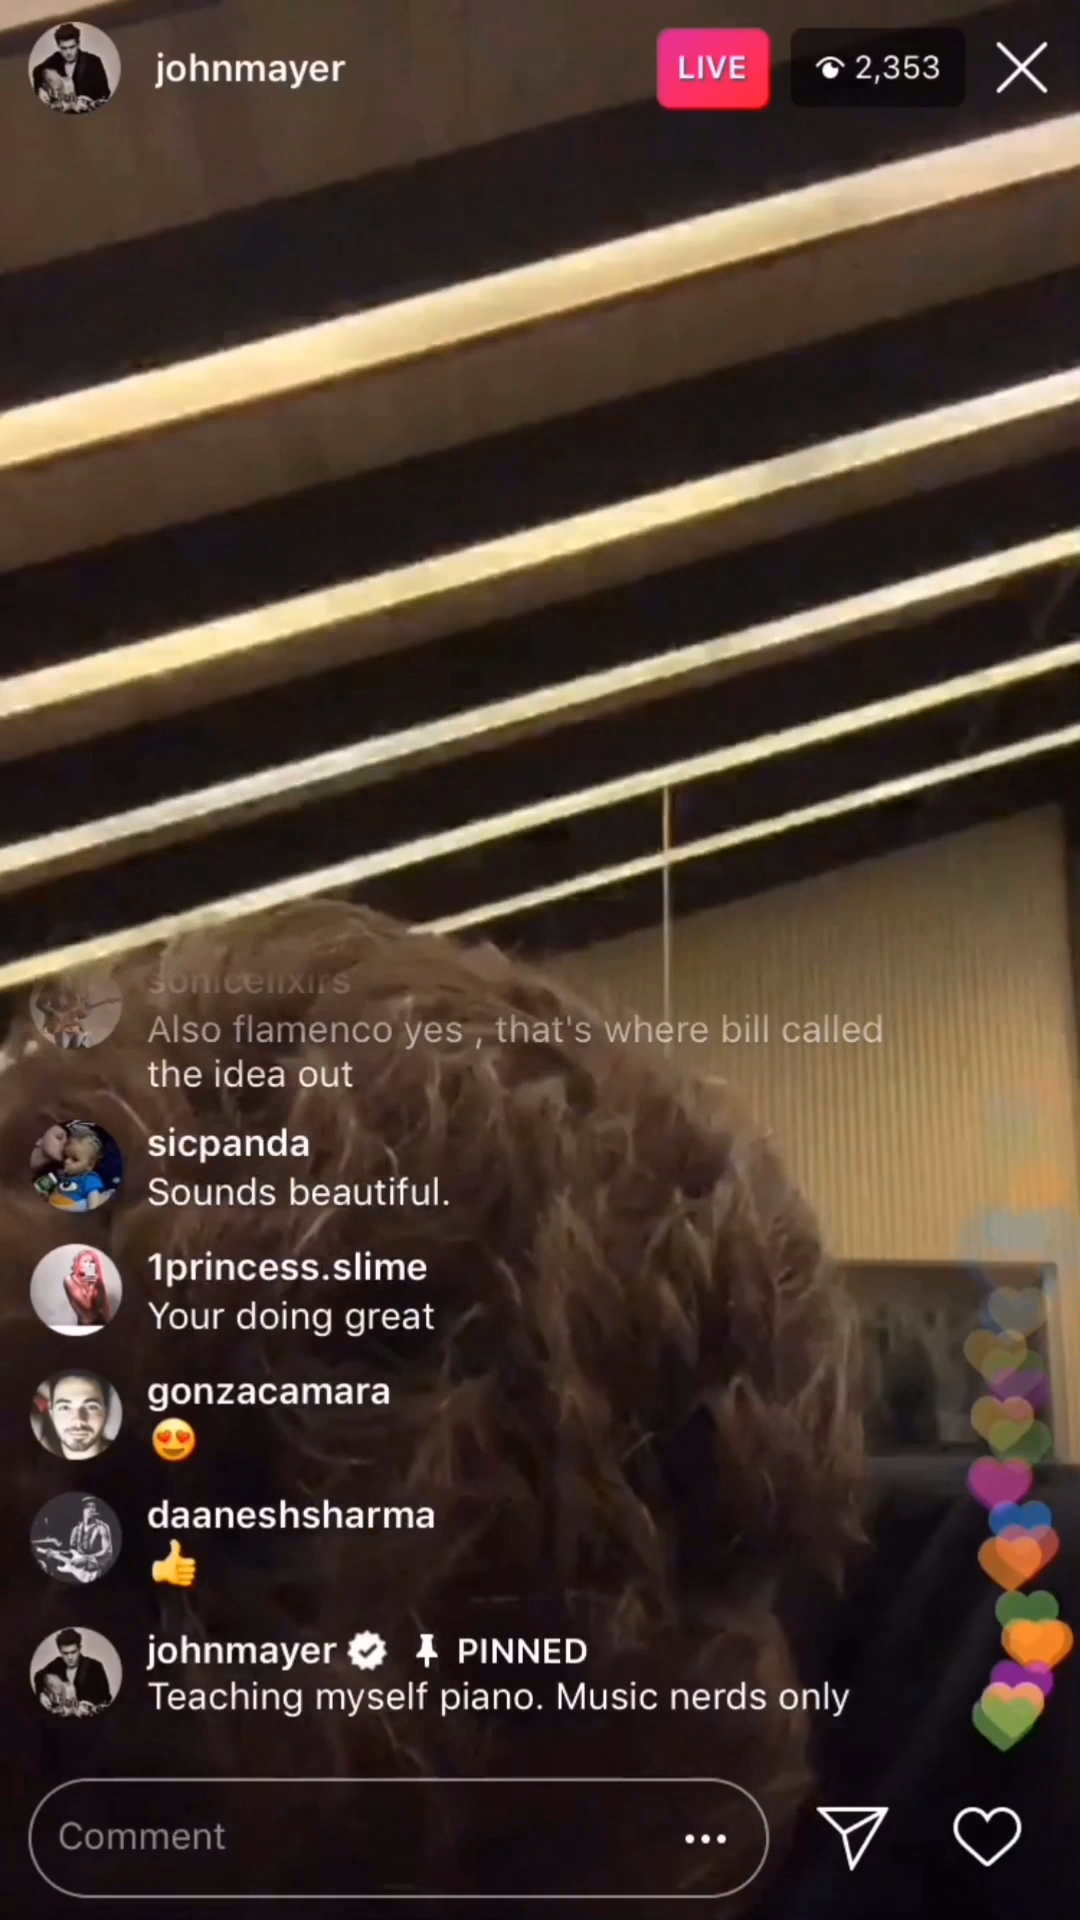 johnmayer
LIVE
2,353
sonicelixirs
Also flamenco yes , that's where bill called
the idea out
sicpanda
Sounds beautiful.
1princess.slime
Your doing great
gonzacamara
😍
daaneshsharma
👍
johnmayer PINNED
Teaching myself piano. Music nerds only
Comment